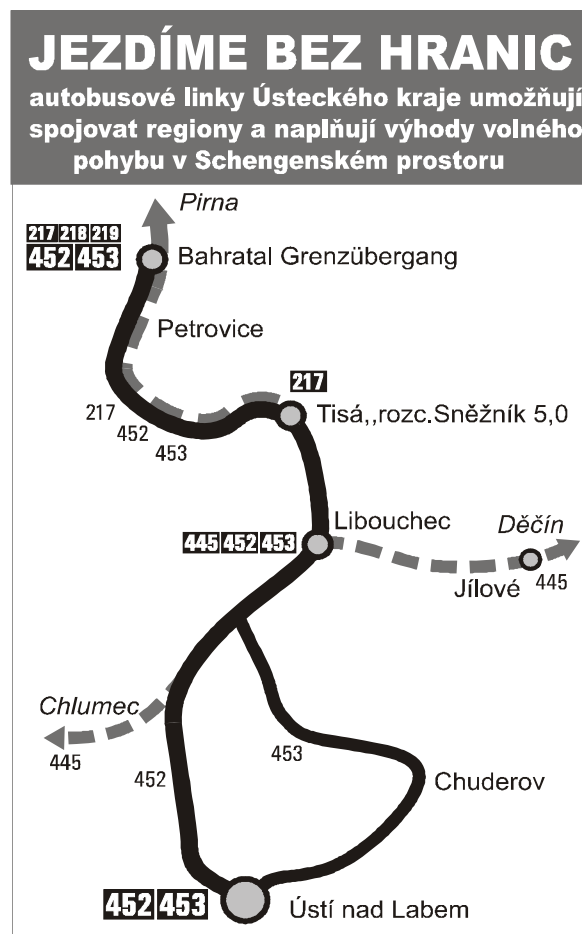 JEZDÍME BEZ HRANIC
autobusové linky Ústeckého kraje umožňují
spojovat regiony a naplňují výhody volného
pohybu v Schengenském prostoru
Pirna
217 218 219
452 453
Bahratal Grenzübergang
Petrovice
217
217
452
453
Tisá,,rozc.Sněžník 5,0
Libouchec
Děčín
445 452 453
Jílové
445
Chlumec
445
452
453
Chuderov
452 453
Ústí nad Labem